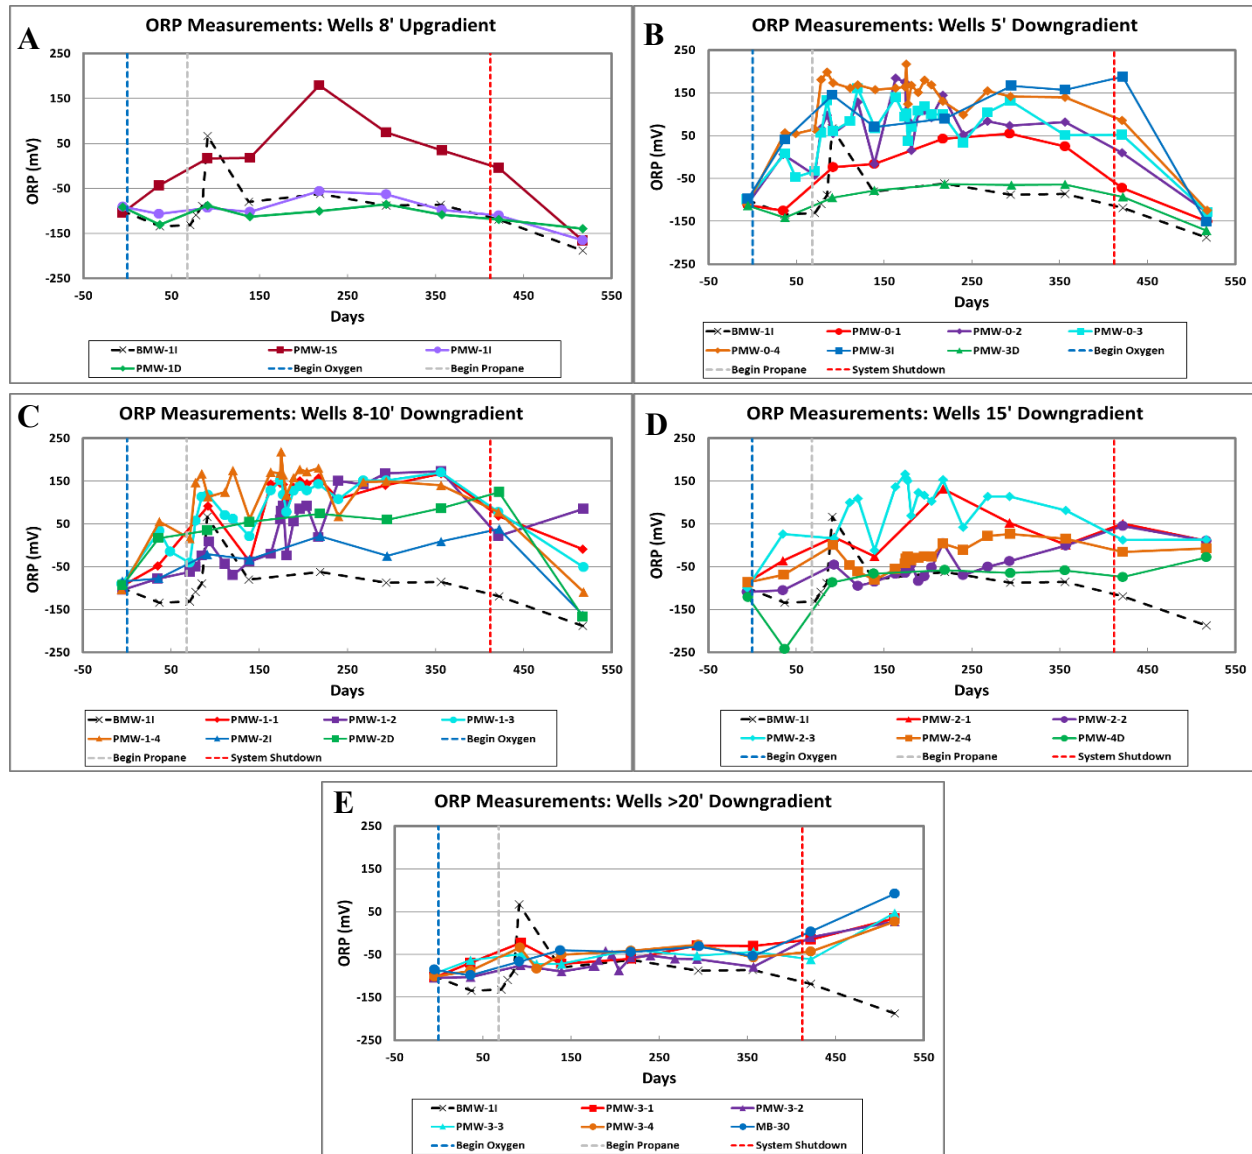 A
ORP Measurements: Wells 8' Upgradient
ORP (mV)
250
150
50
-50
-150
-250
-50 50 150 250 350 450 550
Days
BMW-1I PMW-1S PMW-1I
PMW-1D Begin Oxygen Begin Propane
B
ORP Measurements: Wells 5' Downgradient
ORP (mV)
250
150
50
-50
-150
-250
-50 50 150 250 350 450 550
Days
BMW-1I PMW-0-1 PMW-0-2 PMW-0-3
PMW-0-4 PMW-3I PMW-3D Begin Oxygen
Begin Propane System Shutdown
C
ORP Measurements: Wells 8-10' Downgradient
ORP (mV)
250
150
50
-50
-150
-250
-50 50 150 250 350 450 550
Days
BMW-1I PMW-1-1 PMW-1-2 PMW-1-3
PMW-1-4 PMW-2I PMW-2D Begin Oxygen
Begin Propane System Shutdown
D
ORP Measurements: Wells 15' Downgradient
ORP (mV)
250
150
50
-50
-150
-250
-50 50 150 250 350 450 550
Days
BMW-1I PMW-2-1 PMW-2-2
PMW-2-3 PMW-2-4 PMW-4D
Begin Oxygen Begin Propane System Shutdown
E
ORP Measurements: Wells >20' Downgradient
ORP (mV)
250
150
50
-50
-150
-250
-50 50 150 250 350 450 550
Days
BMW-1I PMW-3-1 PMW-3-2
PMW-3-3 PMW-3-4 MB-30
Begin Oxygen Begin Propane System Shutdown